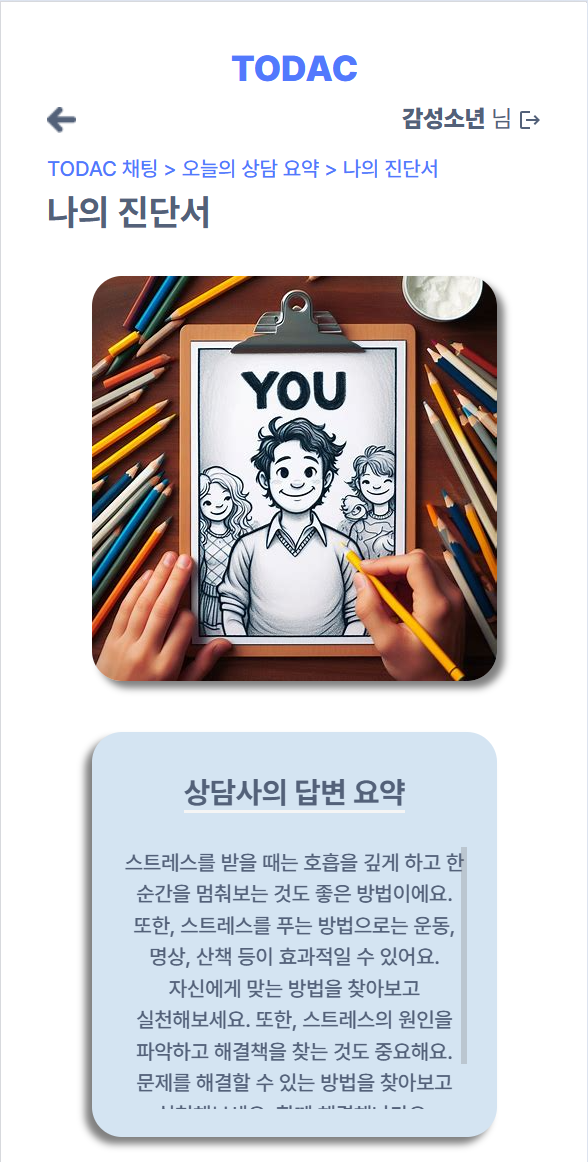 TODAC
감성소년 님
TODAC 채팅 > 오늘의 상담 요약 > 나의 진단서
나의 진단서
YOU
상담사의 답변 요약
스트레스를 받을 때는 호흡을 깊게 하고 한
순간을 멈춰보는 것도 좋은 방법이에요.
또한, 스트레스를 푸는 방법으로는 운동,
명상, 산책 등이 효과적일 수 있어요.
자신에게 맞는 방법을 찾아보고
실천해보세요. 또한, 스트레스의 원인을
파악하고 해결책을 찾는 것도 중요해요.
문제를 해결할 수 있는 방법을 찾아보고